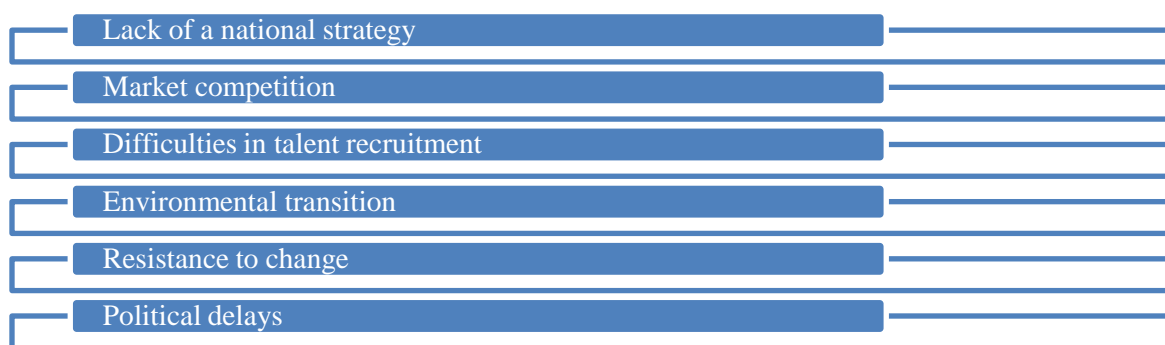 Lack of a national strategy
Market competition
Difficulties in talent recruitment
Environmental transition
Resistance to change
Political delays